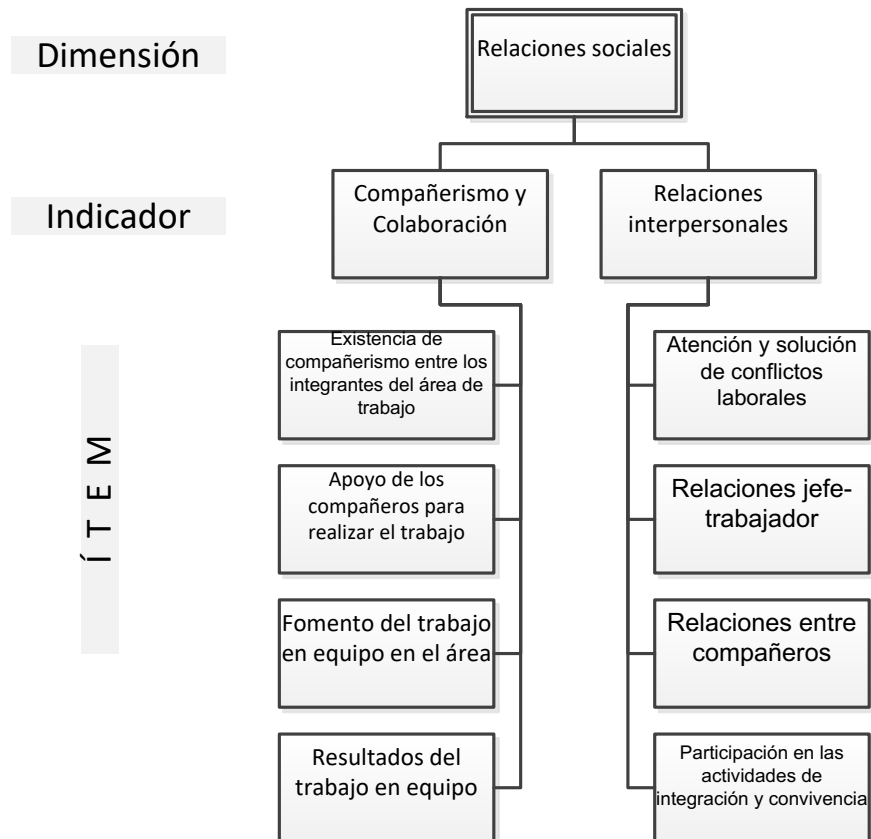 Dimensión
Relaciones sociales
Indicador
Compañerismo y
Colaboración
Relaciones
interpersonales
ÍTEM
Existencia de
compañerismo entre los
integrantes del área de
trabajo
Apoyo de los
compañeros para
realizar el trabajo
Fomento del trabajo
en equipo en el área
Resultados del
trabajo en equipo
Atención y solución
de conflictos
laborales
Relaciones jefe-
trabajador
Relaciones entre
compañeros
Participación en las
actividades de
integración y convivencia